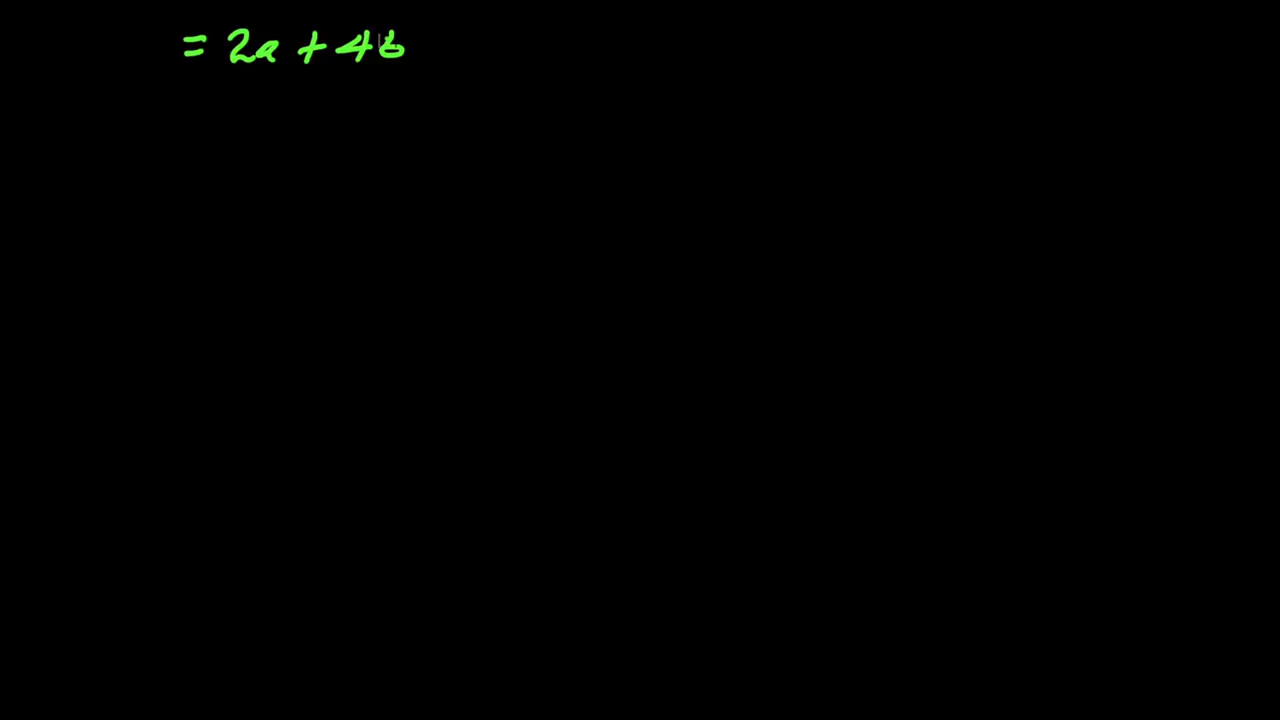 = 2a + 4b